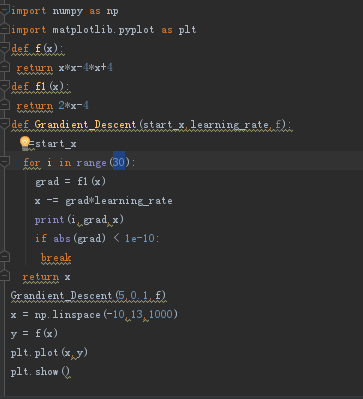 import numpy as np
import matplotlib.pyplot as plt
def f(x):
 return x*x-4*x+4
def f1(x):
 return 2*x-4
def Grandient_Descent(start_x,learning_rate,f):
=start_x
  for i in range(30):
    grad = f1(x)
    x -= grad*learning_rate
    print(i,grad,x)
    if abs(grad) < 1e-10:
     break
  return x
Grandient_Descent(5,0.1,f)
x = np.linspace(-10,13,1000)
y = f(x)
plt.plot(x,y)
plt.show()